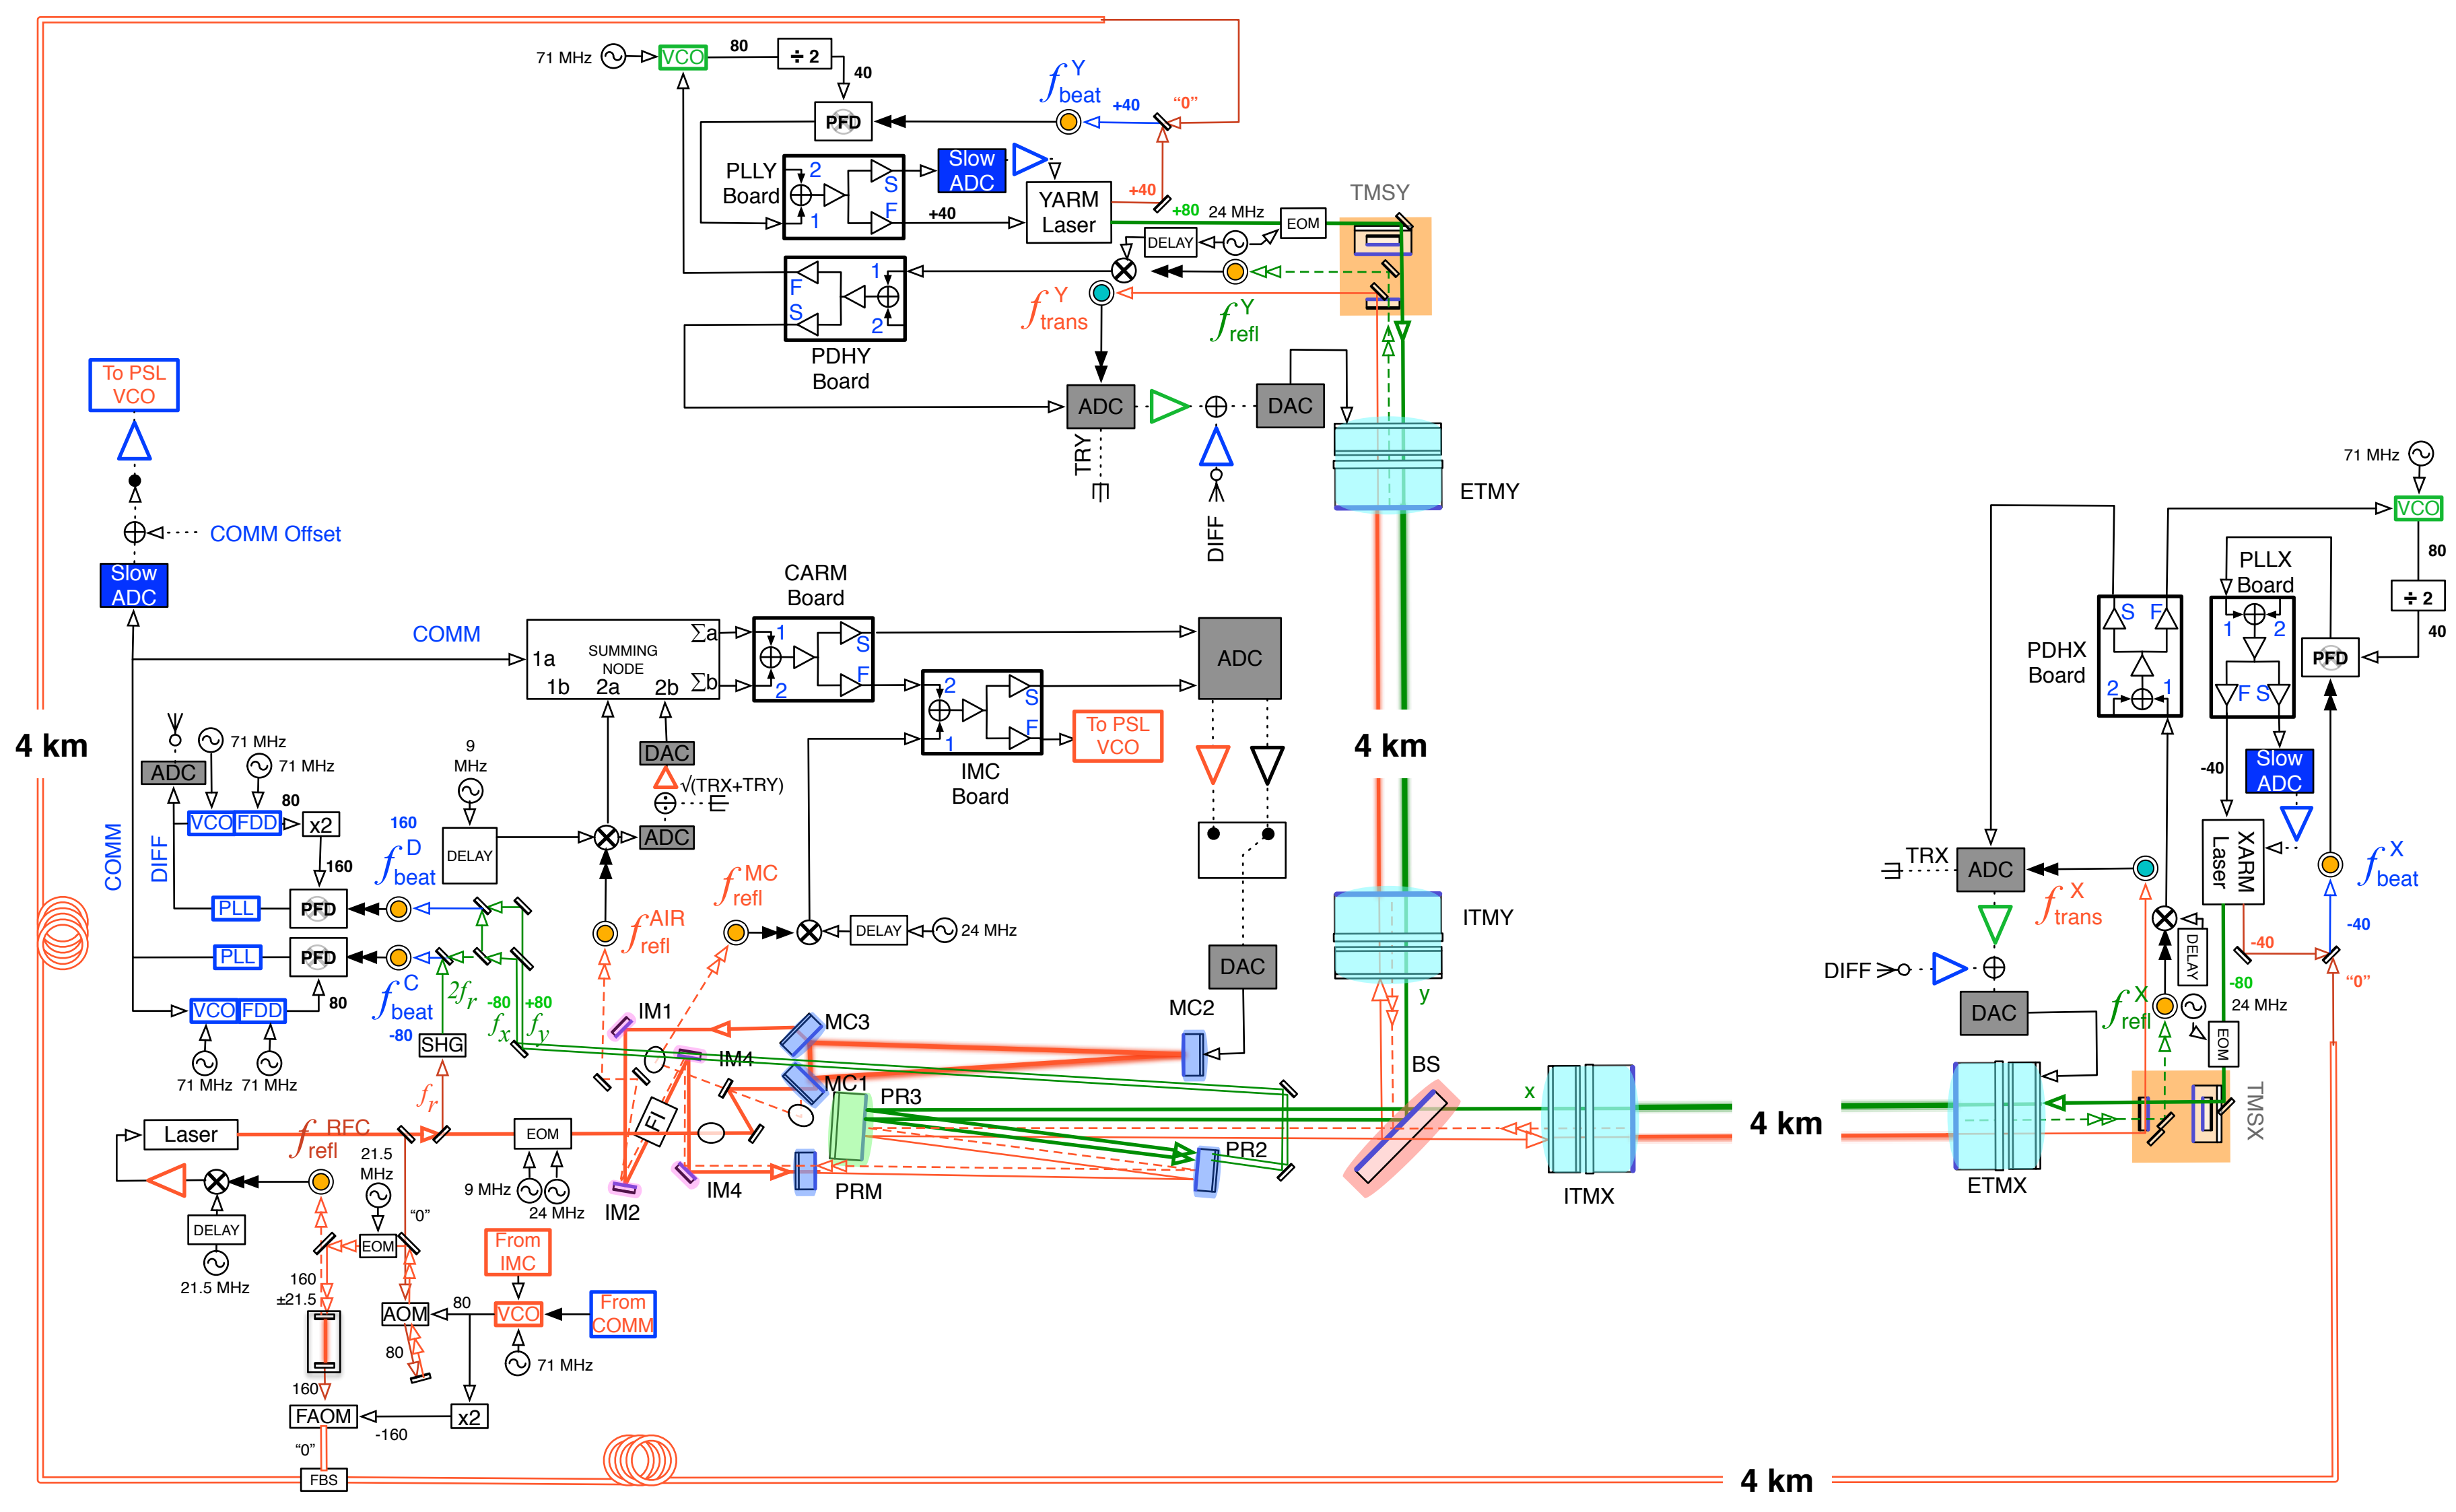 71 MHz
VCO
80
÷ 2
40
PFD
f Y beat
+40
"0"
PLLY
Board
2
1
S
F
Slow
ADC
+40
YARM
Laser
+40
+80
24 MHz
EOM
DELAY
TMSY
PDHY
Board
F
S
1
2
f Y trans
f Y refl
ADC
DAC
TRY
DIFF
ETMY
To PSL
VCO
COMM Offset
Slow
ADC
COMM
4 km
CARM
Board
1a
1b
2a
2b
SUMMING
NODE
Σa
Σb
1
2
S
F
2
1
S
F
IMC
Board
To PSL
VCO
ADC
4 km
71 MHz
VCO
80
÷ 2
40
PFD
PLLX
Board
1
2
F
S
PDHX
Board
S
F
2
1
Slow
ADC
-40
XARM
Laser
f X beat
-40
-40
"0"
-80
24 MHz
EOM
DELAY
TRX
ADC
f X trans
f X refl
DIFF
DAC
ETMX
TMSX
ADC
71 MHz
71 MHz
VCO
FDD
80
x2
160
160
f D beat
COMM
DIFF
PLL
PFD
PLL
PFD
f C beat
-80
VCO
FDD
80
71 MHz
71 MHz
9
MHz
DELAY
DAC
√(TRX+TRY)
ADC
f AIR refl
f MC refl
DELAY
24 MHz
DAC
2fr
-80
+80
fx
fy
SHG
fr
IM1
IM4
MC3
MC1
MC2
PR3
PR2
PRM
IM4
IM2
FI
ITMY
y
BS
x
ITMX
4 km
Laser
f RFC refl
EOM
9 MHz
24 MHz
DELAY
21.5 MHz
21.5
MHz
EOM
"0"
160
±21.5
AOM
80
80
VCO
From
IMC
From
COMM
71 MHz
160
FAOM
-160
x2
"0"
FBS
4 km